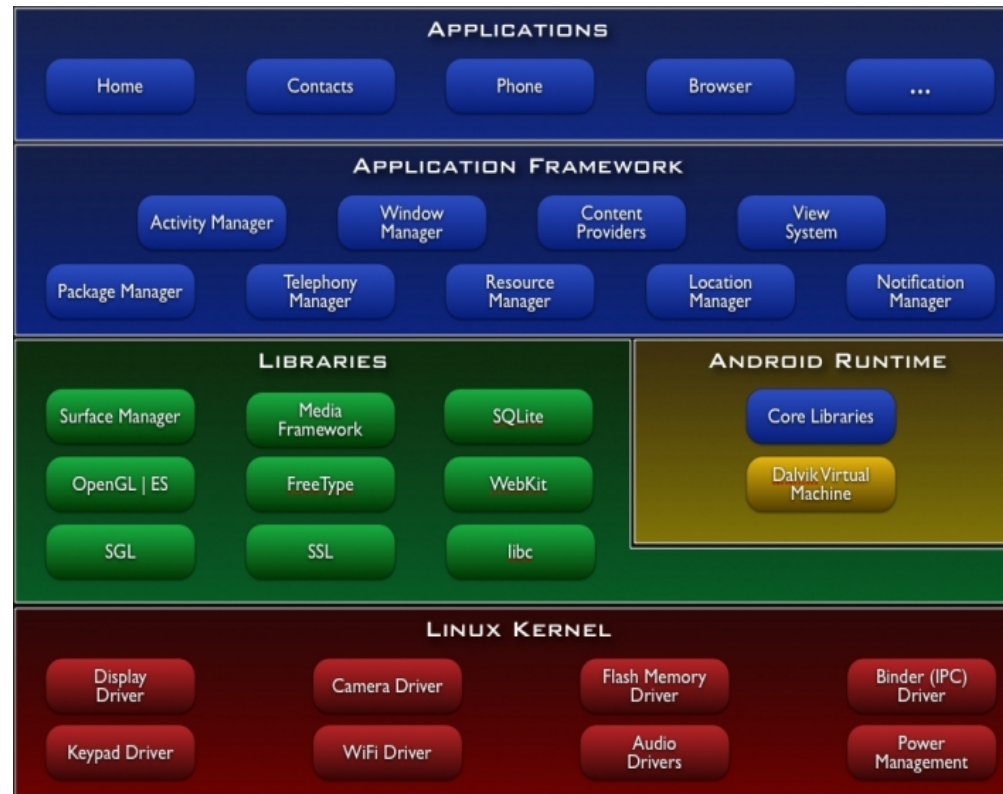 APPLICATIONS
Home
Contacts
Phone
Browser
...
APPLICATION FRAMEWORK
Activity Manager
Window
Manager
Content
Providers
View
System
Package Manager
Telephony
Manager
Resource
Manager
Location
Manager
Notification
Manager
LIBRARIES
Surface Manager
Media
Framework
SQLite
OpenGL | ES
FreeType
WebKit
SGL
SSL
libc
ANDROID RUNTIME
Core Libraries
Dalvik Virtual
Machine
LINUX KERNEL
Display
Driver
Camera Driver
Flash Memory
Driver
Binder (IPC)
Driver
Keypad Driver
WiFi Driver
Audio
Drivers
Power
Management